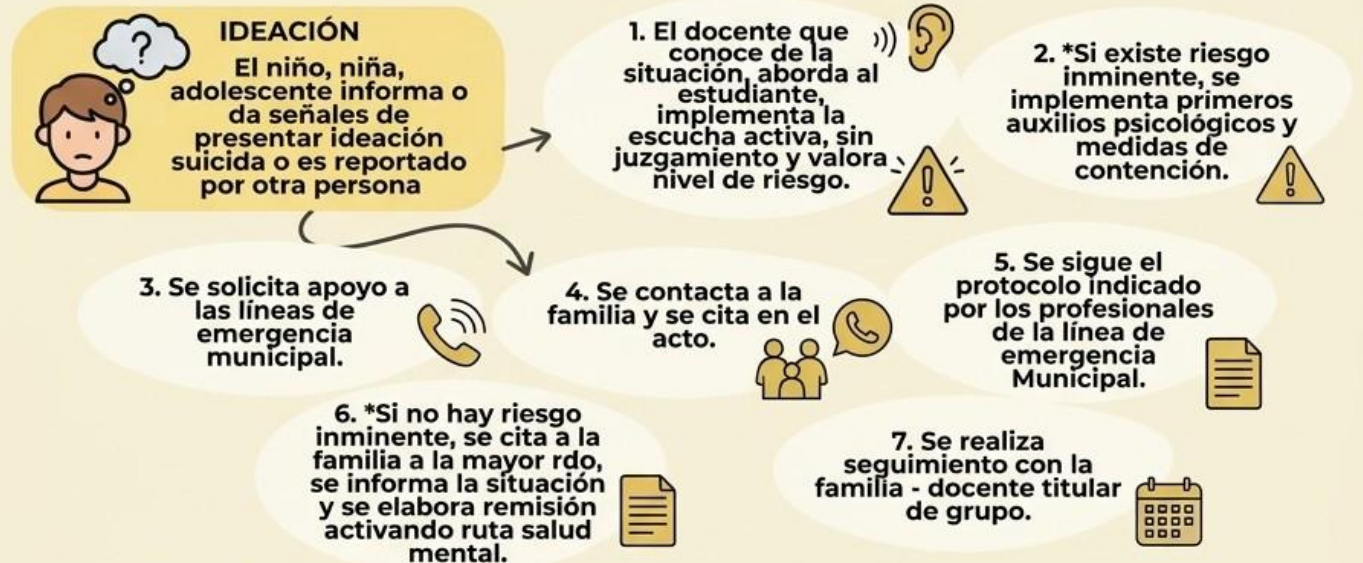 IDEACIÓN
El niño, niña,
adolescente informa o
da señales de
presentar ideación
suicida o es reportado
por otra persona
?
1. El docente que
conoce de la
situación, aborda al
estudiante,
implementa la
escucha activa, sin
juzgamiento y valora
nivel de riesgo.
2. *Si existe riesgo
inminente, se
implementa primeros
auxilios psicológicos y
medidas de
contención.
3. Se solicita apoyo a
las líneas de
emergencia
municipal.
4. Se contacta a la
familia y se cita en el
acto.
5. Se sigue el
protocolo indicado
por los profesionales
de la línea de
emergencia
Municipal.
6. *Si no hay riesgo
inminente, se cita a la
familia a la mayor rdo,
se informa la situación
y se elabora remisión
activando ruta salud
mental.
7. Se realiza
seguimiento con la
familia - docente titular
de grupo.